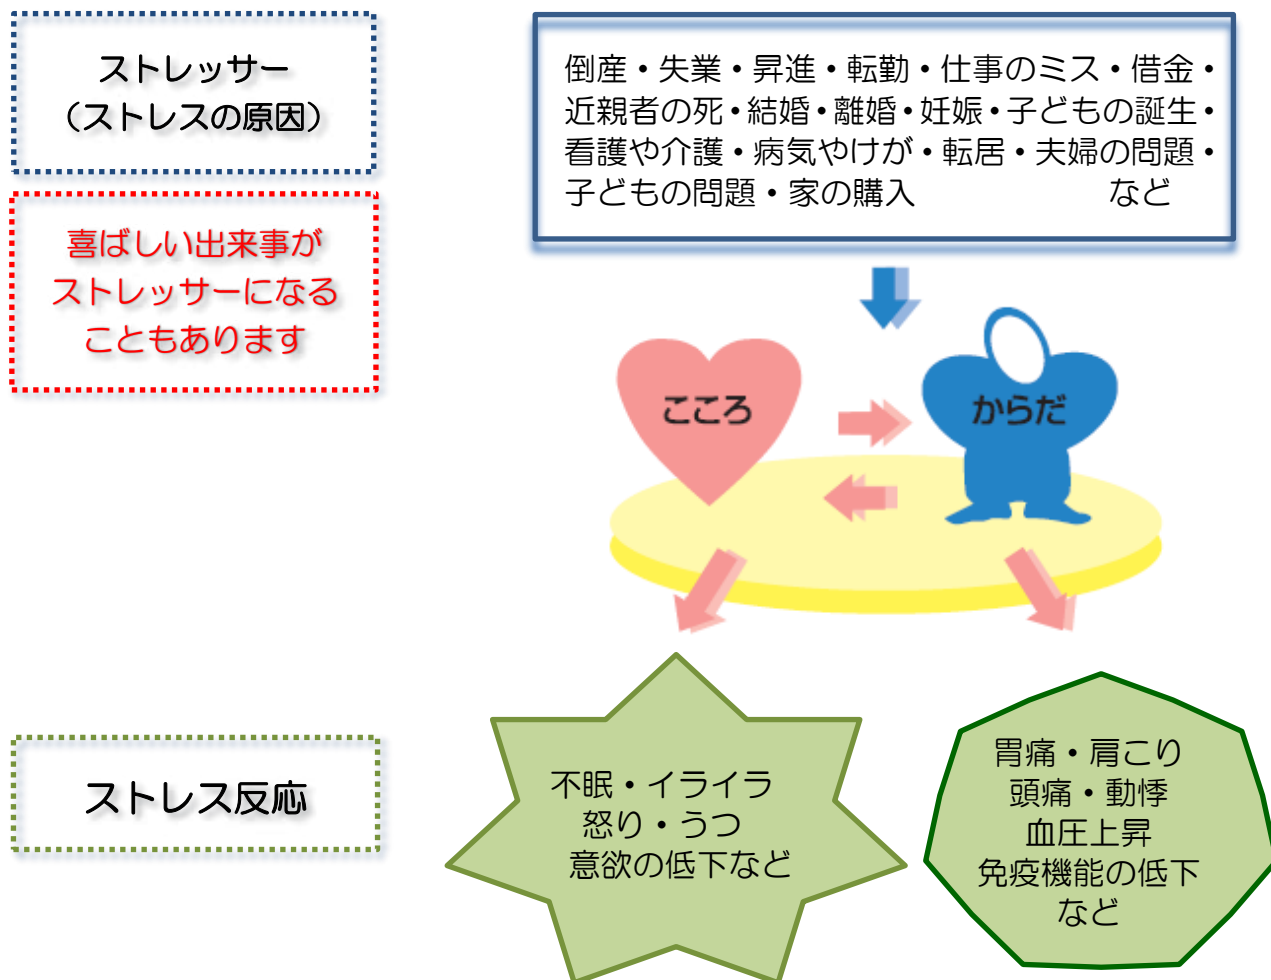 ストレッサー
（ストレスの原因）
倒産・失業・昇進・転勤・仕事のミス・借金・
近親者の死・結婚・離婚・妊娠・子どもの誕生・
看護や介護・病気やけが・転居・夫婦の問題・
子どもの問題・家の購入　　　　　　など
喜ばしい出来事が
ストレッサーになる
こともあります
こころ
からだ
ストレス反応
不眠・イライラ
怒り・うつ
意欲の低下など
胃痛・肩こり
頭痛・動悸
血圧上昇
免疫機能の低下
など